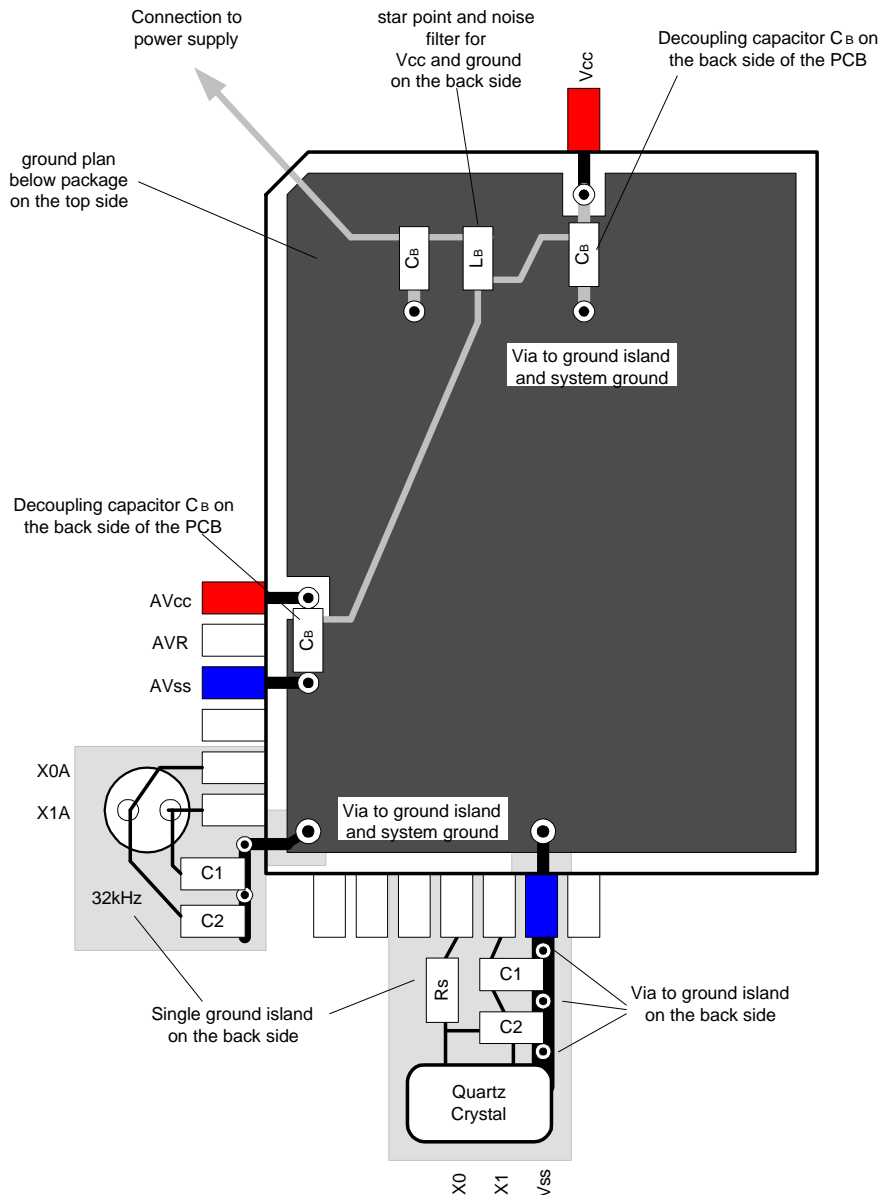 Connection to
power supply
star point and noise
filter for
Vcc and ground
on the back side
Decoupling capacitor CB on
the back side of the PCB
Vcc
ground plan
below package
on the top side
CB
LB
CB
Via to ground island
and system ground
Decoupling capacitor CB on
the back side of the PCB
AVcc
AVR
AVss
CB
X0A
X1A
Via to ground island
and system ground
C1
32kHz
C2
Single ground island
on the back side
Rs
C1
C2
Via to ground island
on the back side
Quartz
Crystal
X0
X1
Vss